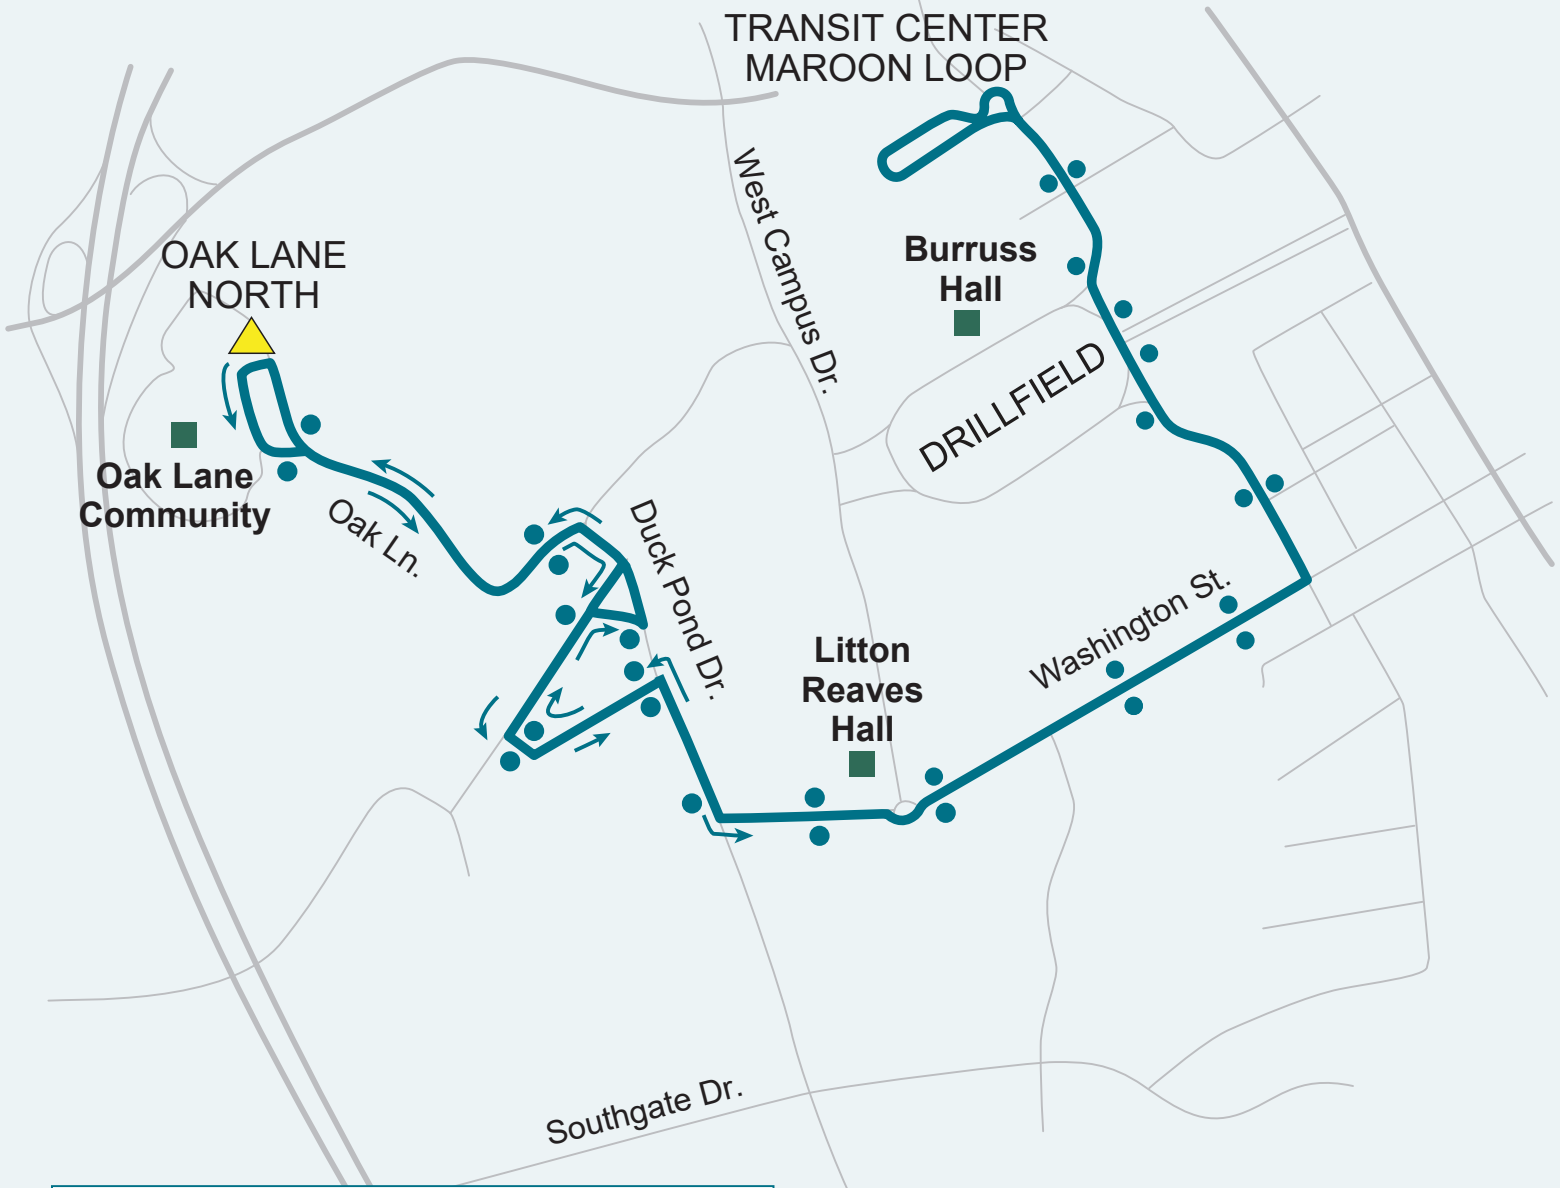 TRANSIT CENTER
MAROON LOOP
West Campus Dr.
OAK LANE
NORTH
Burruss
Hall
DRILLFIELD
Oak Lane
Community
Oak Ln.
Duck Pond Dr.
Washington St.
Litton
Reaves
Hall
Southgate Dr.